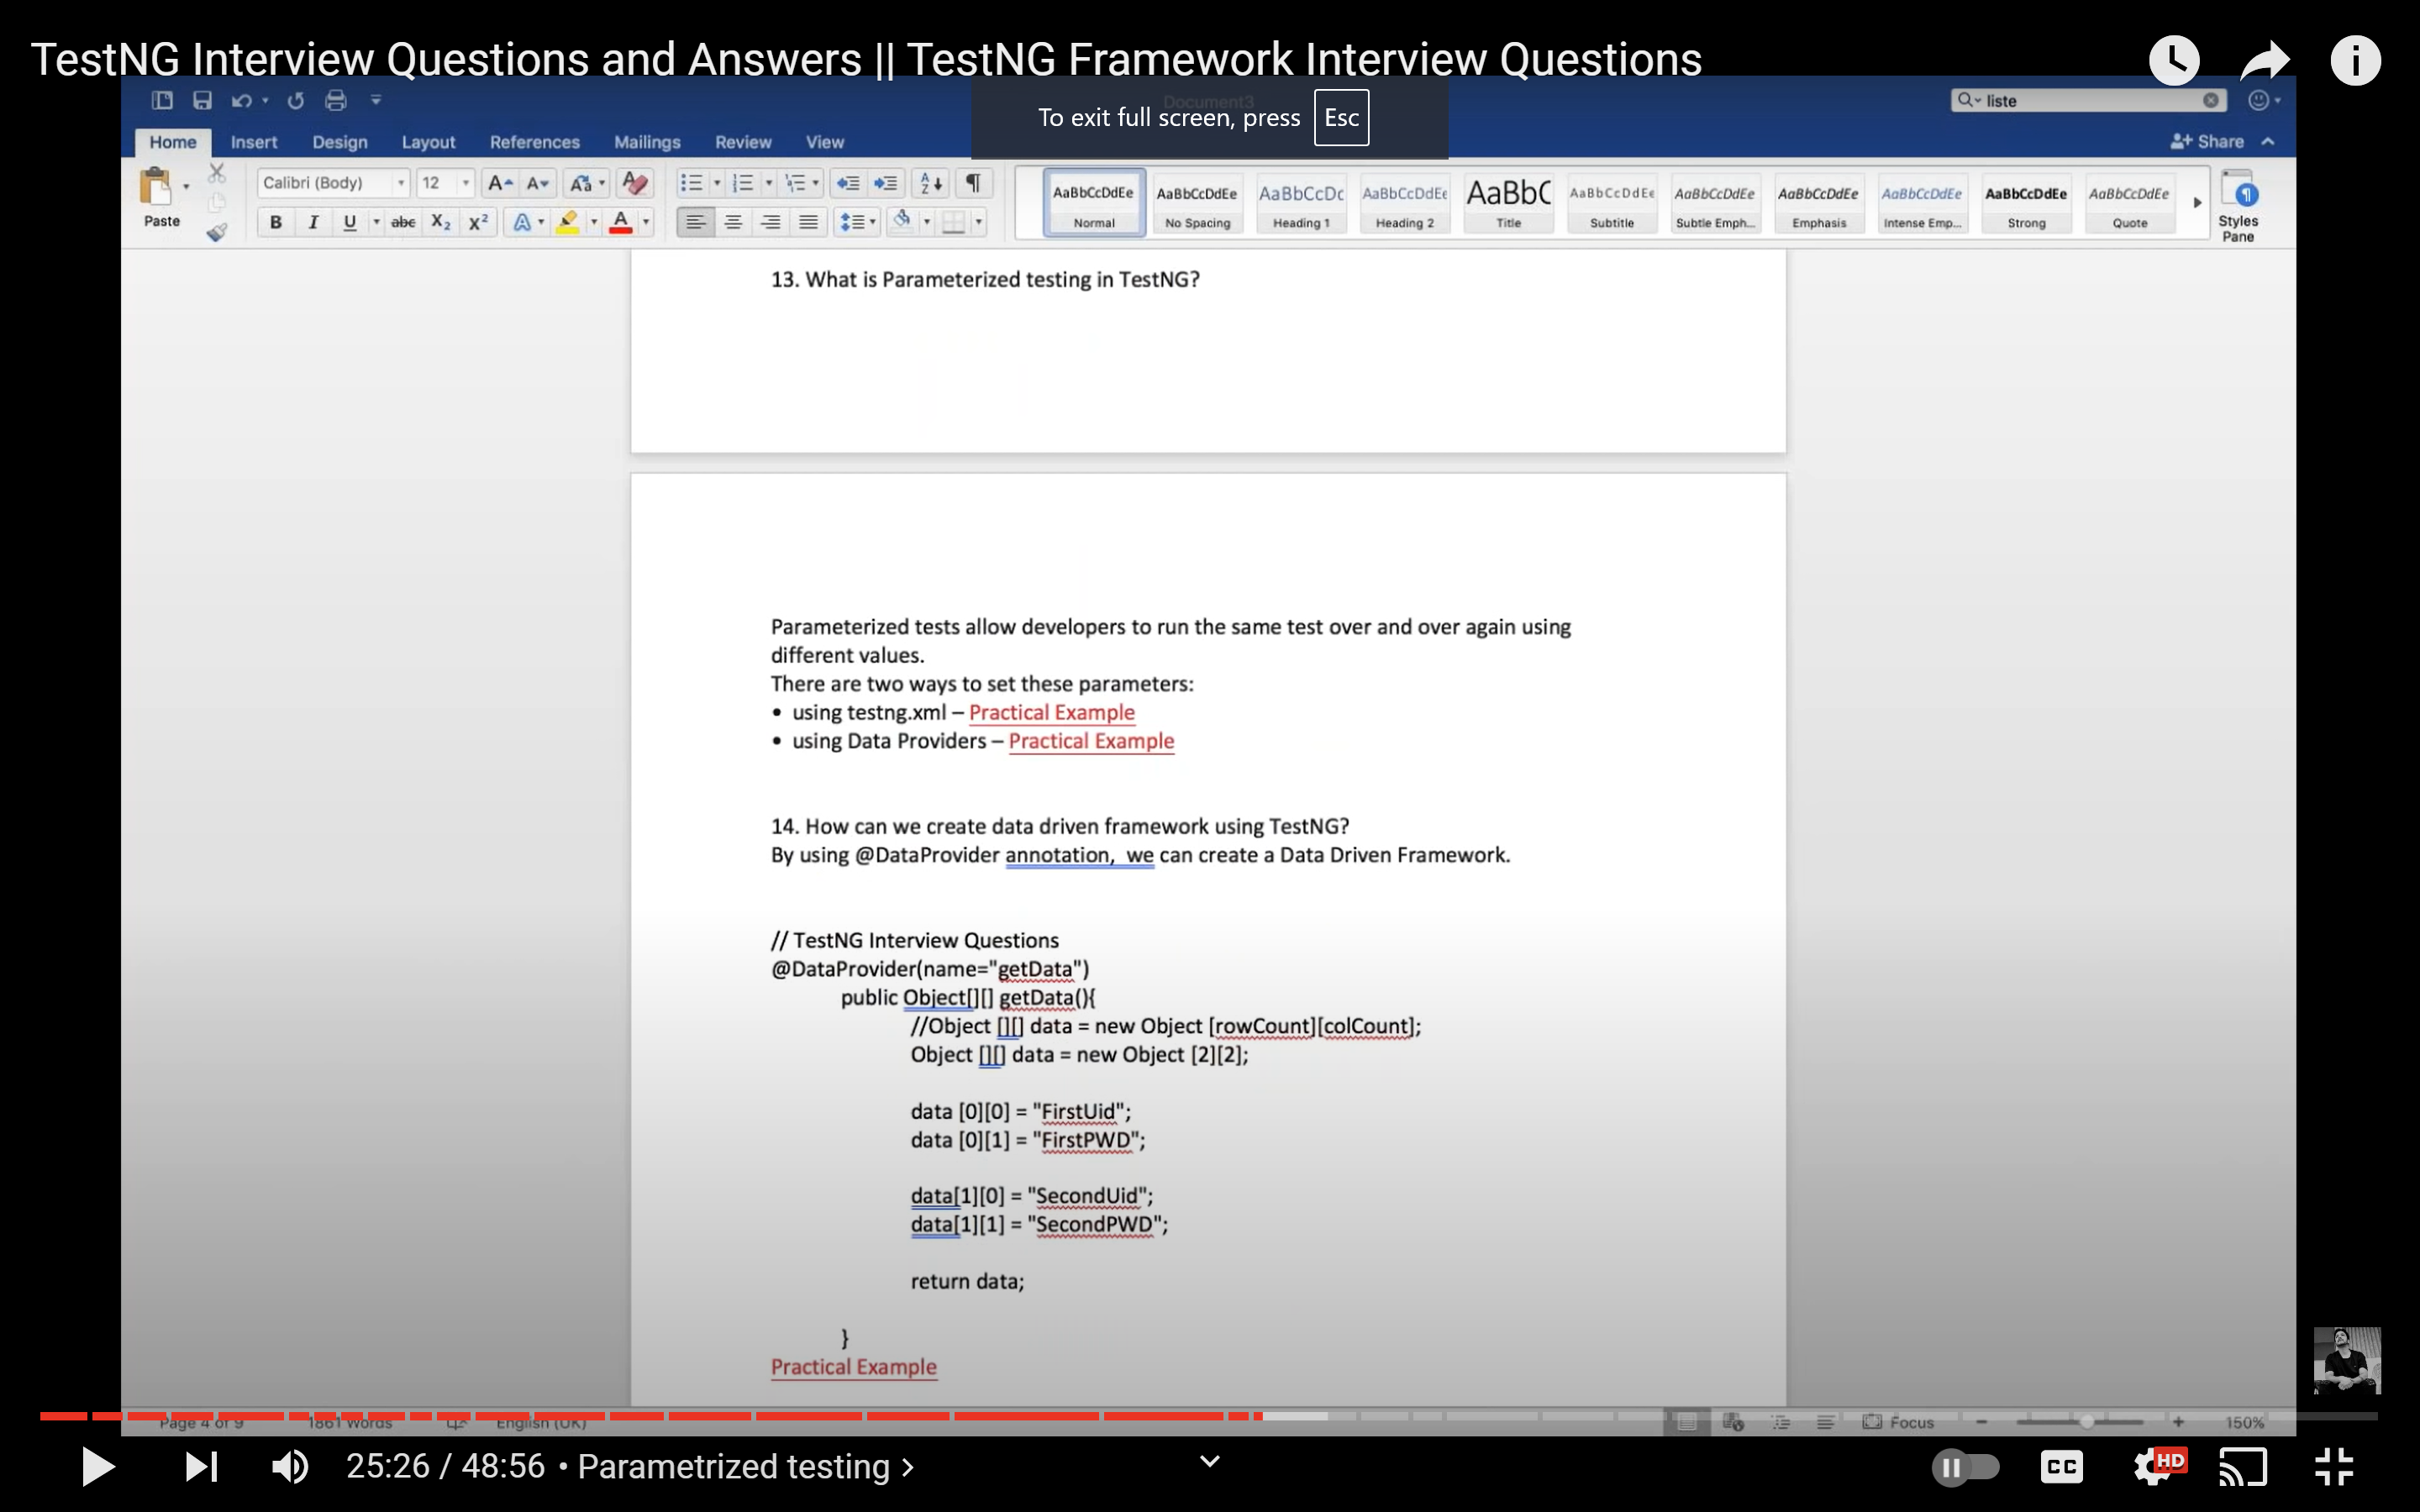 TestNG Interview Questions and Answers || TestNG Framework Interview Questions
Document3
To exit full screen, press Esc
liste
Home Insert Design Layout References Mailings Review View
Share
Paste
Calibri (Body) 12
B I U abc X₂ X²
AaBbCcDdEe AaBbCcDdEe AaBbCcDc AaBbCcDdEe AaBbC AaBbCcDdEe AaBbCcDdEe AaBbCcDdEe AaBbCcDdEe AaBbCcDdEe AaBbCcDdEe
Normal No Spacing Heading 1 Heading 2 Title Subtitle Subtle Emph... Emphasis Intense Emp... Strong Quote
Styles
Pane
13. What is Parameterized testing in TestNG?
Parameterized tests allow developers to run the same test over and over again using
different values.
There are two ways to set these parameters:
• using testng.xml – Practical Example
• using Data Providers – Practical Example
14. How can we create data driven framework using TestNG?
By using @DataProvider annotation, we can create a Data Driven Framework.
// TestNG Interview Questions
@DataProvider(name="getData")
public Object[][] getData(){
//Object [][] data = new Object [rowCount][colCount];
Object [][] data = new Object [2][2];
data [0][0] = "FirstUid";
data [0][1] = "FirstPWD";
data[1][0] = "SecondUid";
data[1][1] = "SecondPWD";
return data;
}
Practical Example
Page 4 of 9 1861 Words English (UK) Focus 150%
25:26 / 48:56 • Parametrized testing
CC HD